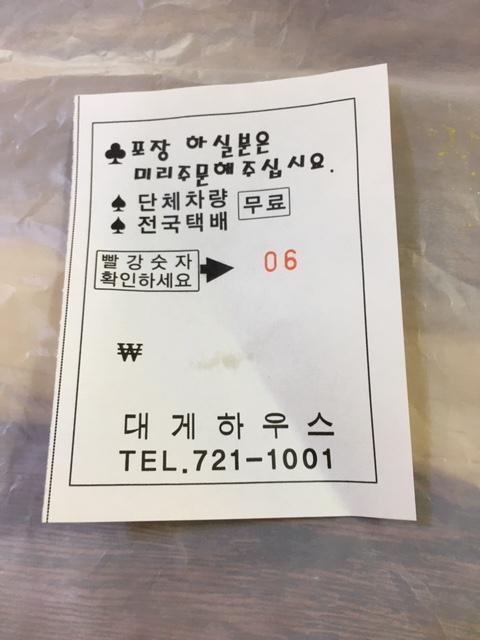 ♣포장 하실분은
미리주문해주십시요.
♠ 단체차량 무료
♠ 전국택배
빨강숫자
확인하세요 → 06
₩
대게하우스
TEL.721-1001